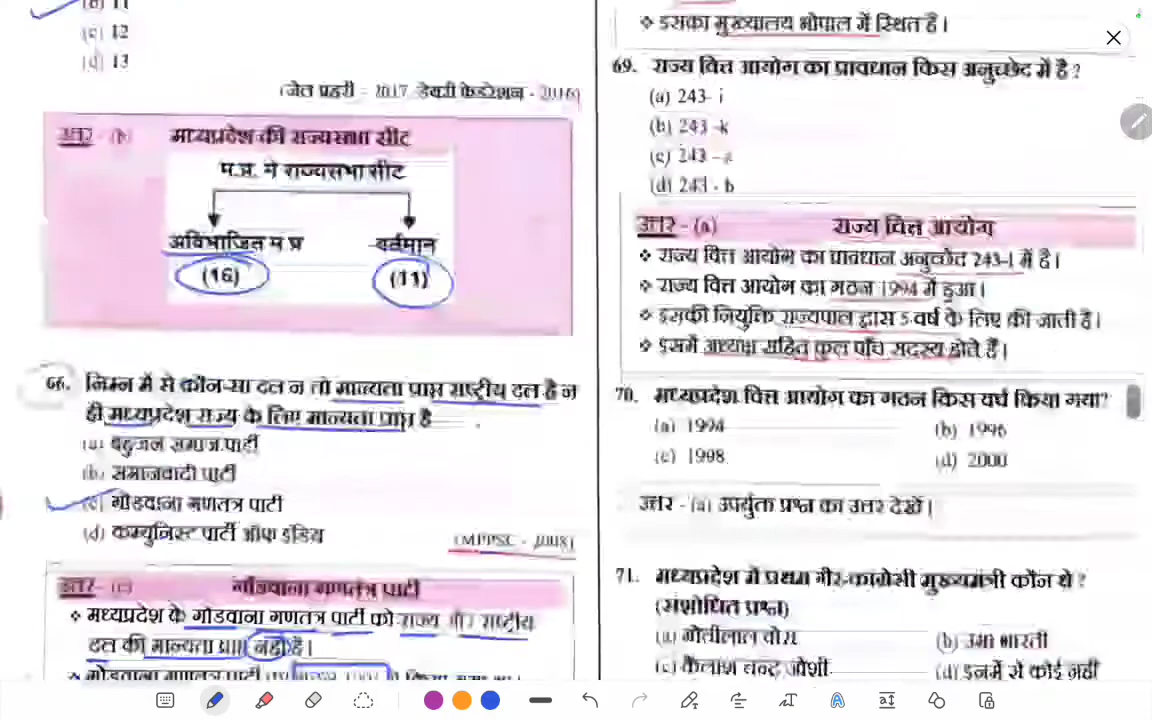 (b) 11
(c) 12
(d) 13
(जेल प्रहरी - 2017, डेयरी फेडरेशन - 2016)
उत्तर - (b) मध्यप्रदेश की राज्यसभा सीट
म.प्र. में राज्यसभा सीट
अविभाजित म प्र वर्तमान
(16) (11)
66. निम्न में से कौन-सा दल न तो मान्यता प्राप्त राष्ट्रीय दल है न
ही मध्यप्रदेश राज्य के लिए मान्यता प्राप्त है
(a) बहुजन समाज पार्टी
(b) समाजवादी पार्टी
(c) गोंडवाना गणतंत्र पार्टी
(d) कम्युनिस्ट पार्टी ऑफ इंडिया
(MPPSC - 2008)
उत्तर - (c) गोंडवाना गणतंत्र पार्टी
❖ मध्यप्रदेश के गोंडवाना गणतंत्र पार्टी को राज्य और राष्ट्रीय
दल की मान्यता प्राप्त नहीं है।
❖ गोंडवाना गणतंत्र पार्टी
❖ इसका मुख्यालय भोपाल में स्थित है।
69. राज्य वित्त आयोग का प्रावधान किस अनुच्छेद में है ?
(a) 243- i
(b) 243 -k
(c) 243 - a
(d) 243 - b
उत्तर - (a) राज्य वित्त आयोग
❖ राज्य वित्त आयोग का प्रावधान अनुच्छेद 243-I में है।
❖ राज्य वित्त आयोग का गठन 1994 में हुआ।
❖ इसकी नियुक्ति राज्यपाल द्वारा 5 वर्ष के लिए की जाती है।
❖ इसमें अध्यक्ष सहित कुल पाँच सदस्य होते हैं।
70. मध्यप्रदेश वित्त आयोग का गठन किस वर्ष किया गया?
(a) 1994 (b) 1996
(c) 1998 (d) 2000
उत्तर - (a) उपर्युक्त प्रश्न का उत्तर देखें।
71. मध्यप्रदेश में प्रथम गैर-कांग्रेसी मुख्यमंत्री कौन थे ?
(संशोधित प्रश्न)
(a) मोतीलाल वोरा (b) उमा भारती
(c) कैलाश चन्द्र जोशी (d) इनमें से कोई नहीं